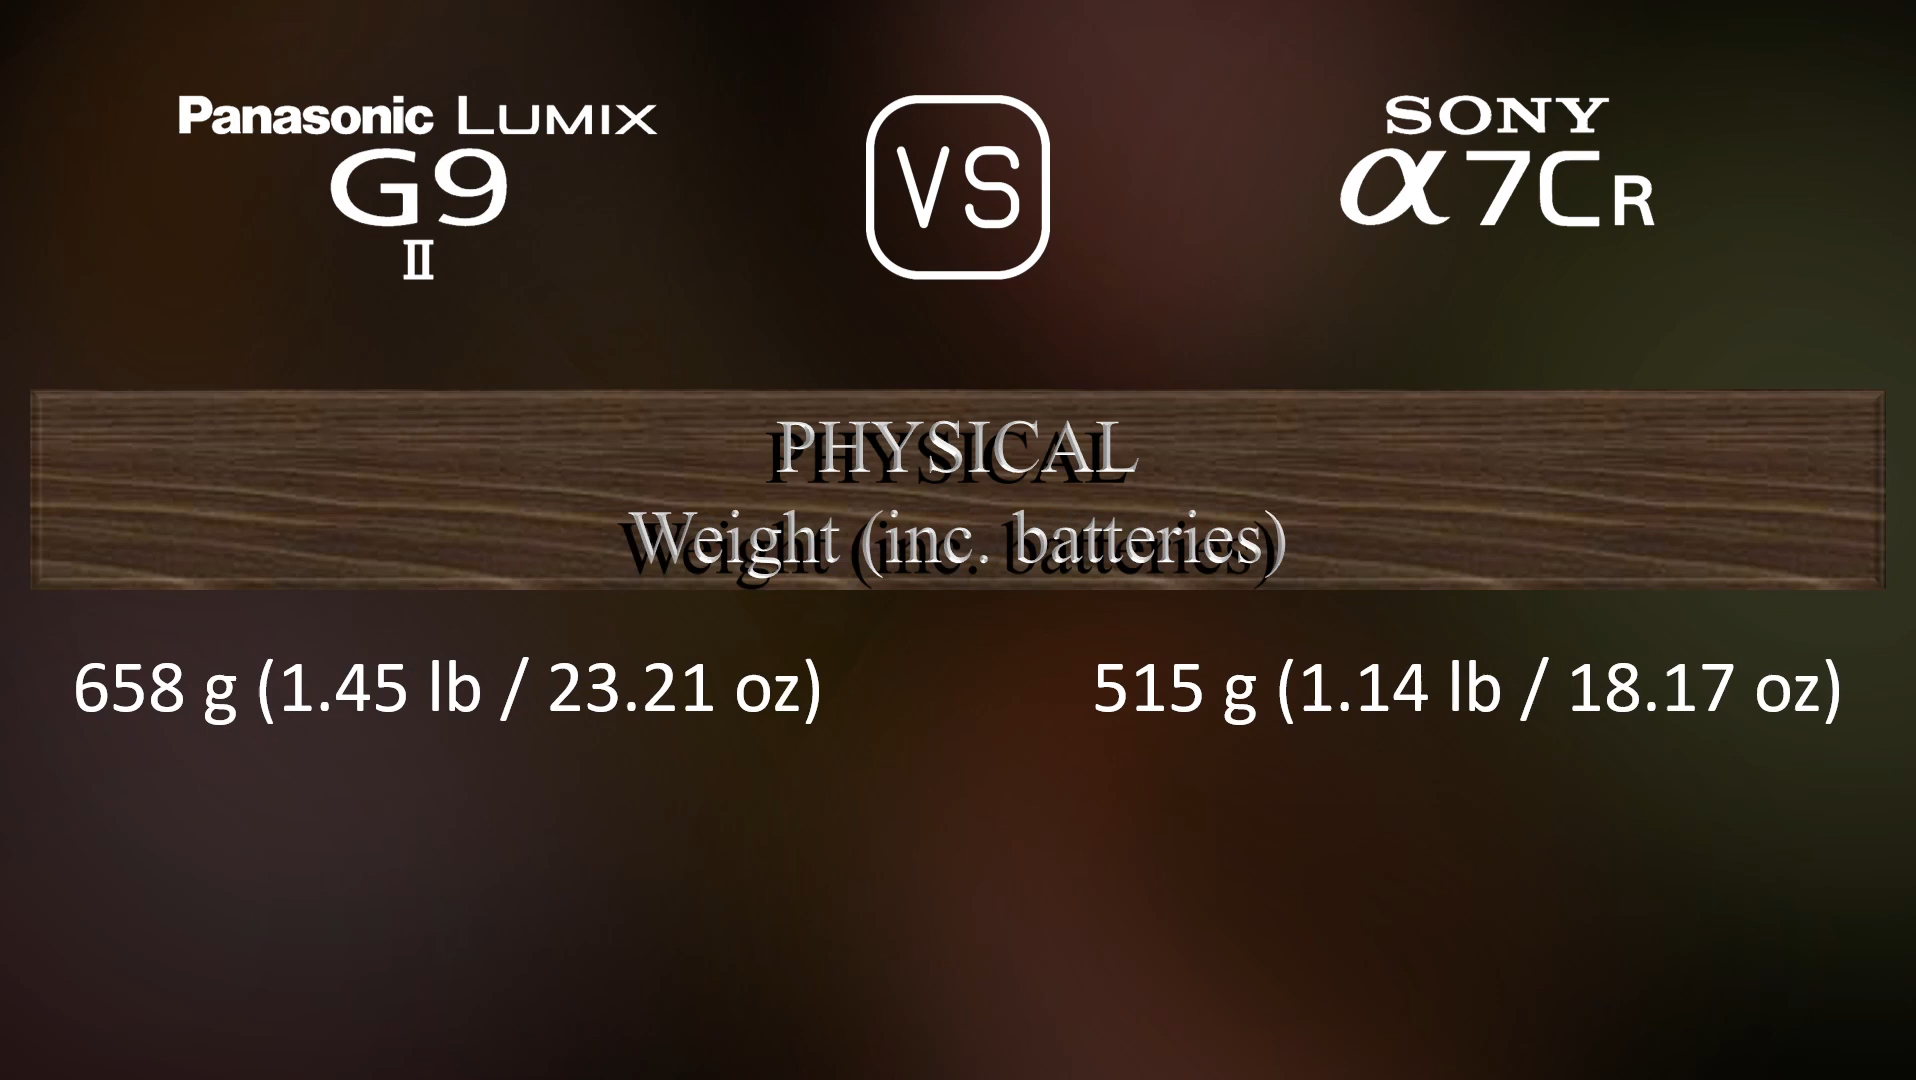 Panasonic LUMIX
G9
II
VS
SONY
α7CR
PHYSICAL
Weight (inc. batteries)
658 g (1.45 lb / 23.21 oz)
515 g (1.14 lb / 18.17 oz)